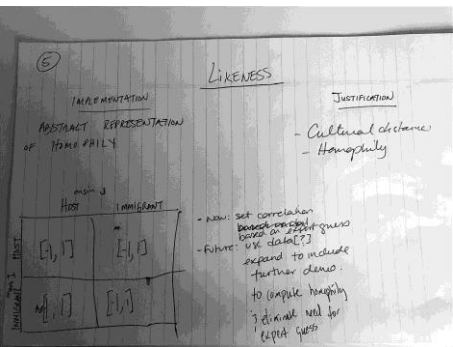 5
LIKENESS
IMPLEMENTATION
ABSTRACT REPRESENTATION
OF HOMOPHILY
HOST IMMIGRANT
HOST
[-1, 1] [-1, 1]
IMMIGRANT
[-1, 1] [-1, 1]
- Now: set correlation
based on expert guess
- Future: use data [?]
expand to include
further demo.
to compute homophily
eliminate need for
expert guess
JUSTIFICATION
- Cultural distance
- Homophily